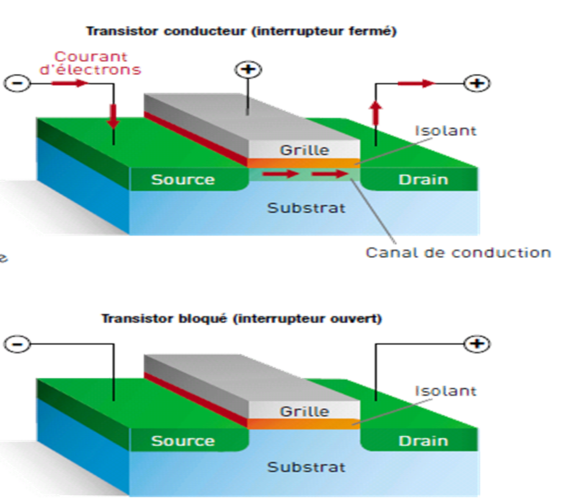 Transistor conducteur (interrupteur fermé)
Courant
d'électrons
−
+
+
Isolant
Grille
Source
Drain
Substrat
Canal de conduction
Transistor bloqué (interrupteur ouvert)
−
+
Isolant
Grille
Source
Drain
Substrat